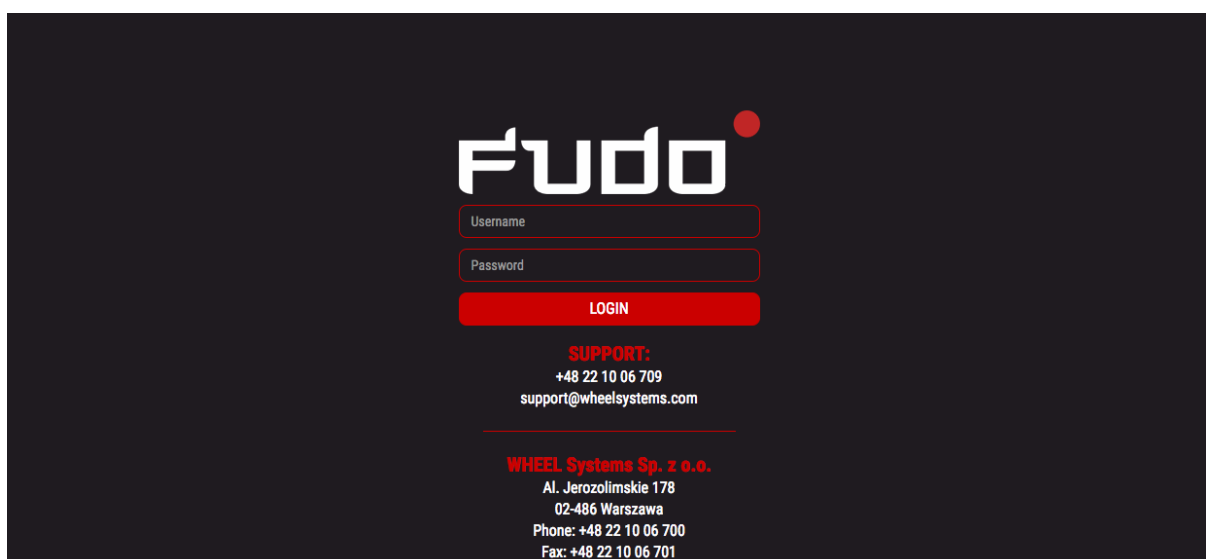 Fudo
Username
Password
LOGIN
SUPPORT:
+48 22 10 06 709
support@wheelsystems.com
WHEEL Systems Sp. z o.o.
Al. Jerozolimskie 178
02-486 Warszawa
Phone: +48 22 10 06 700
Fax: +48 22 10 06 701